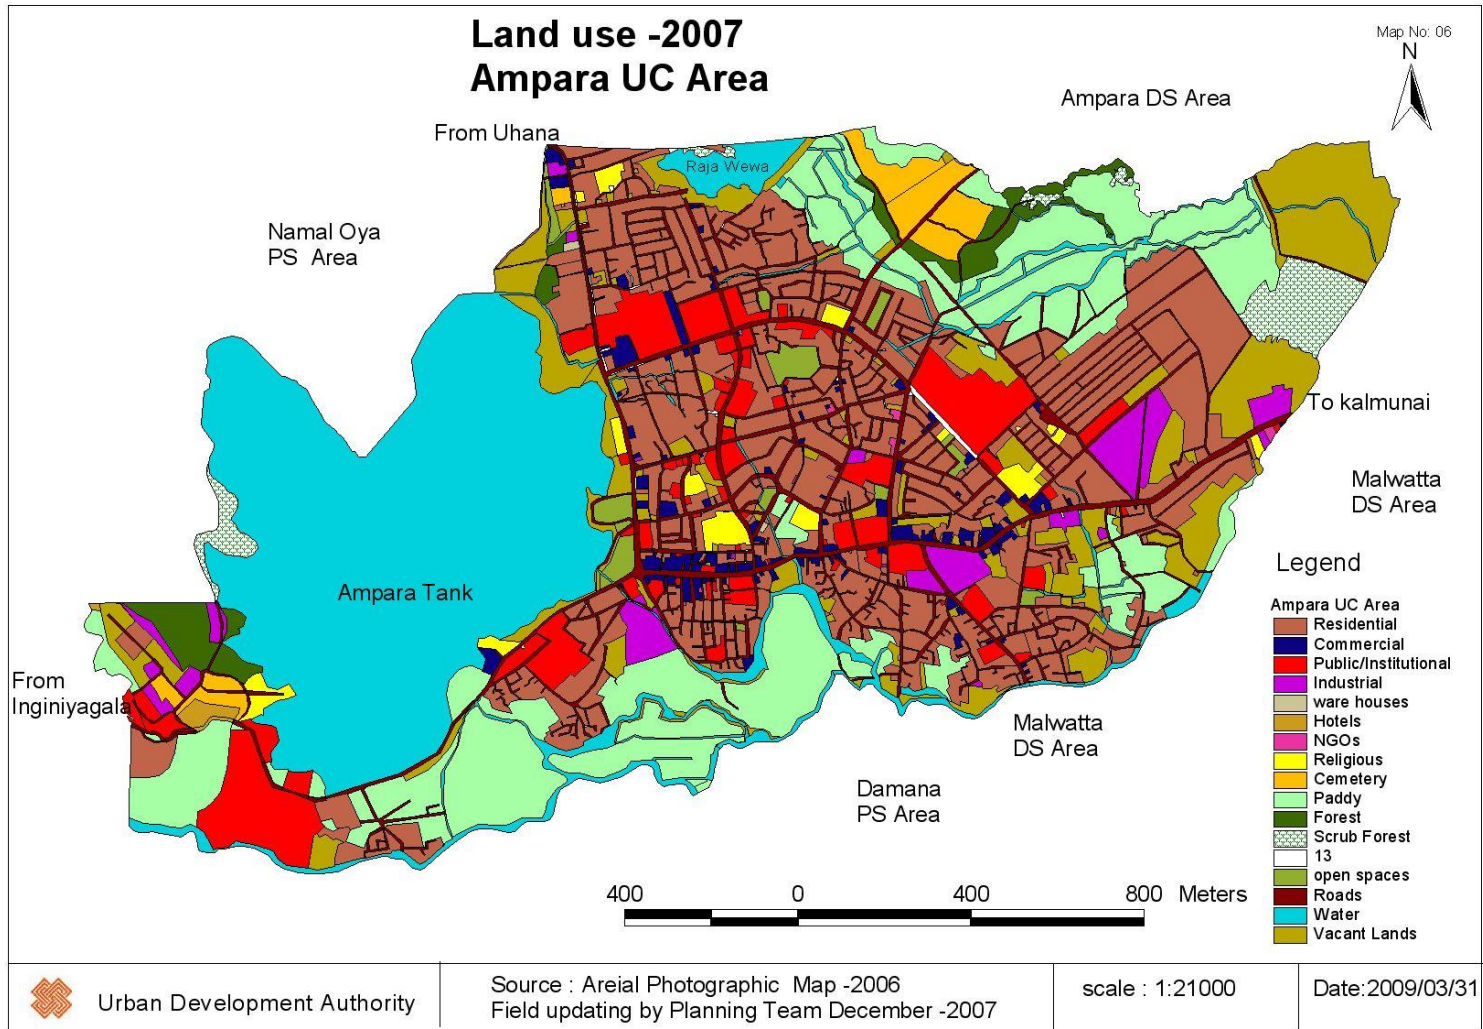 Land use -2007
Ampara UC Area
Map No: 06
N
Ampara DS Area
From Uhana
Raja Wewa
Namal Oya
PS Area
To kalmunai
Malwatta
DS Area
Ampara Tank
From
Inginiyagala
Malwatta
DS Area
Damana
PS Area
Legend
Ampara UC Area
Residential
Commercial
Public/Institutional
Industrial
ware houses
Hotels
NGOs
Religious
Cemetery
Paddy
Forest
Scrub Forest
13
open spaces
Roads
Water
Vacant Lands
400 0 400 800 Meters
Urban Development Authority
Source : Areial Photographic Map -2006
Field updating by Planning Team December -2007
scale : 1:21000
Date:2009/03/31